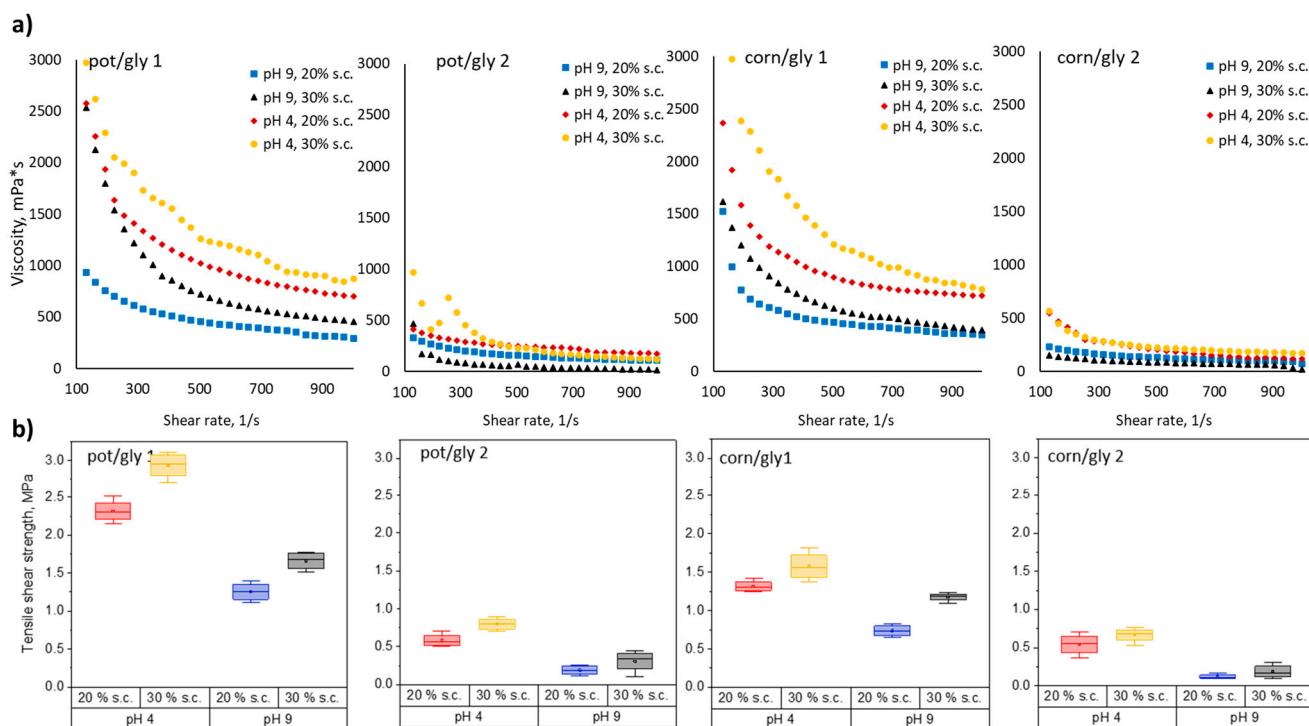 a)
pot/gly 1
pH 9, 20% s.c.
pH 9, 30% s.c.
pH 4, 20% s.c.
pH 4, 30% s.c.
3000
2500
2000
1500
1000
500
0
Viscosity, mPa*s
100 300 500 700 900
Shear rate, 1/s
pot/gly 2
pH 9, 20% s.c.
pH 9, 30% s.c.
pH 4, 20% s.c.
pH 4, 30% s.c.
3000
2500
2000
1500
1000
500
0
100 300 500 700 900
Shear rate, 1/s
corn/gly 1
pH 9, 20% s.c.
pH 9, 30% s.c.
pH 4, 20% s.c.
pH 4, 30% s.c.
3000
2500
2000
1500
1000
500
0
100 300 500 700 900
Shear rate, 1/s
corn/gly 2
pH 9, 20% s.c.
pH 9, 30% s.c.
pH 4, 20% s.c.
pH 4, 30% s.c.
3000
2500
2000
1500
1000
500
0
100 300 500 700 900
Shear rate, 1/s
b)
pot/gly 1
3.0
2.5
2.0
1.5
1.0
0.5
0.0
Tensile shear strength, MPa
20 % s.c. 30 % s.c. 20 % s.c. 30 % s.c.
pH 4 pH 9
pot/gly 2
3.0
2.5
2.0
1.5
1.0
0.5
0.0
20 % s.c. 30 % s.c. 20 % s.c. 30 % s.c.
pH 4 pH 9
corn/gly1
3.0
2.5
2.0
1.5
1.0
0.5
0.0
20 % s.c. 30 % s.c. 20 % s.c. 30 % s.c.
pH 4 pH 9
corn/gly 2
3.0
2.5
2.0
1.5
1.0
0.5
0.0
20 % s.c. 30 % s.c. 20 % s.c. 30 % s.c.
pH 4 pH 9